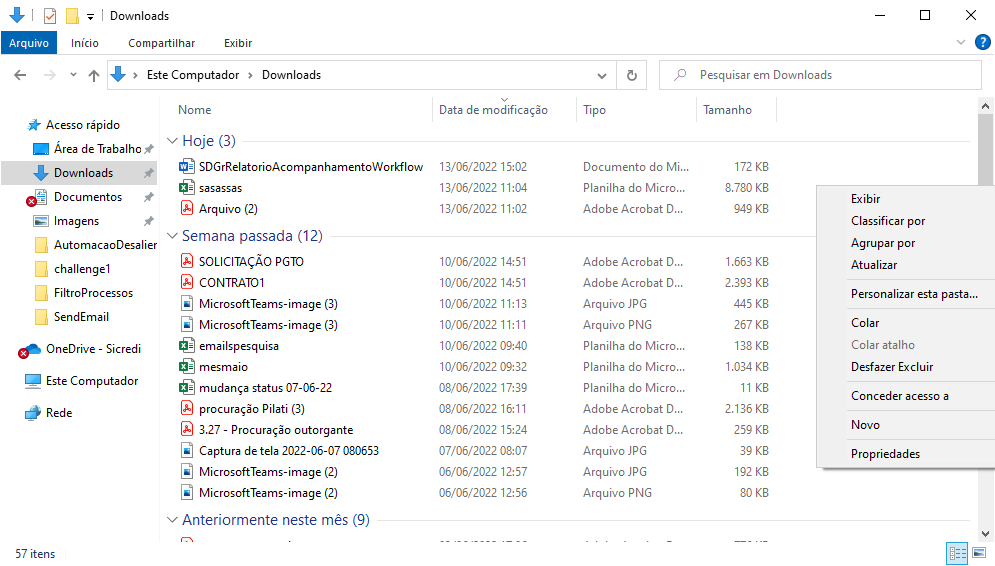 Downloads
Arquivo Início Compartilhar Exibir
Este Computador Downloads
Pesquisar em Downloads
Nome Data de modificação Tipo Tamanho
Acesso rápido
Área de Trabalho
Downloads
Documentos
Imagens
AutomacaoDesalier
challenge1
FiltroProcessos
SendEmail
OneDrive - Sicredi
Este Computador
Rede
Hoje (3)
SDGrRelatorioAcompanhamentoWorkflow 13/06/2022 15:02 Documento do Mi... 172 KB
sasassas 13/06/2022 11:04 Planilha do Micro... 8.780 KB
Arquivo (2) 13/06/2022 11:02 Adobe Acrobat D... 949 KB
Semana passada (12)
SOLICITAÇÃO PGTO 10/06/2022 14:51 Adobe Acrobat D... 1.663 KB
CONTRATO1 10/06/2022 14:51 Adobe Acrobat D... 2.393 KB
MicrosoftTeams-image (3) 10/06/2022 11:13 Arquivo JPG 445 KB
MicrosoftTeams-image (3) 10/06/2022 11:11 Arquivo PNG 267 KB
emailspesquisa 10/06/2022 09:40 Planilha do Micro... 138 KB
mesmaio 10/06/2022 09:32 Planilha do Micro... 1.034 KB
mudança status 07-06-22 08/06/2022 17:39 Planilha do Micro... 11 KB
procuração Pilati (3) 08/06/2022 16:11 Adobe Acrobat D... 2.136 KB
3.27 - Procuração outorgante 08/06/2022 15:24 Adobe Acrobat D... 259 KB
Captura de tela 2022-06-07 080653 07/06/2022 08:07 Arquivo JPG 39 KB
MicrosoftTeams-image (2) 06/06/2022 12:57 Arquivo JPG 192 KB
MicrosoftTeams-image (2) 06/06/2022 12:56 Arquivo PNG 80 KB
Anteriormente neste mês (9)
Exibir
Classificar por
Agrupar por
Atualizar
Personalizar esta pasta...
Colar
Colar atalho
Desfazer Excluir
Conceder acesso a
Novo
Propriedades
57 itens